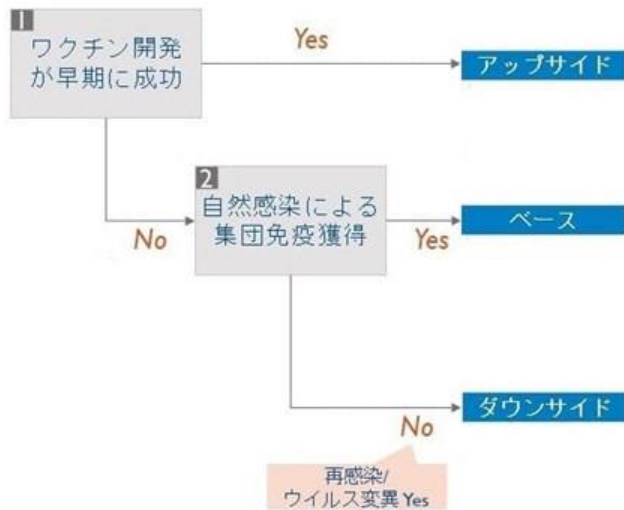 1
ワクチン開発
が早期に成功
Yes
アップサイド
No
2
自然感染による
集団免疫獲得
Yes
ベース
No
ダウンサイド
再感染/
ウイルス変異 Yes